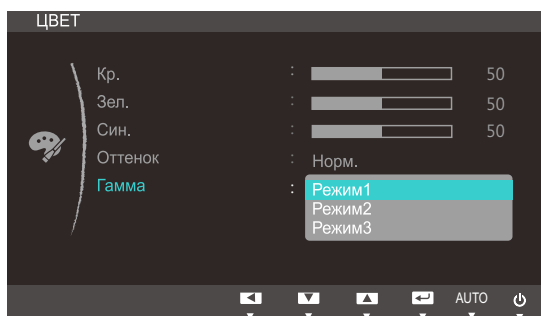 ЦВЕТ
Кр. : 50
Зел. : 50
Син. : 50
Оттенок : Норм.
Гамма : Режим1
Режим2
Режим3
AUTO